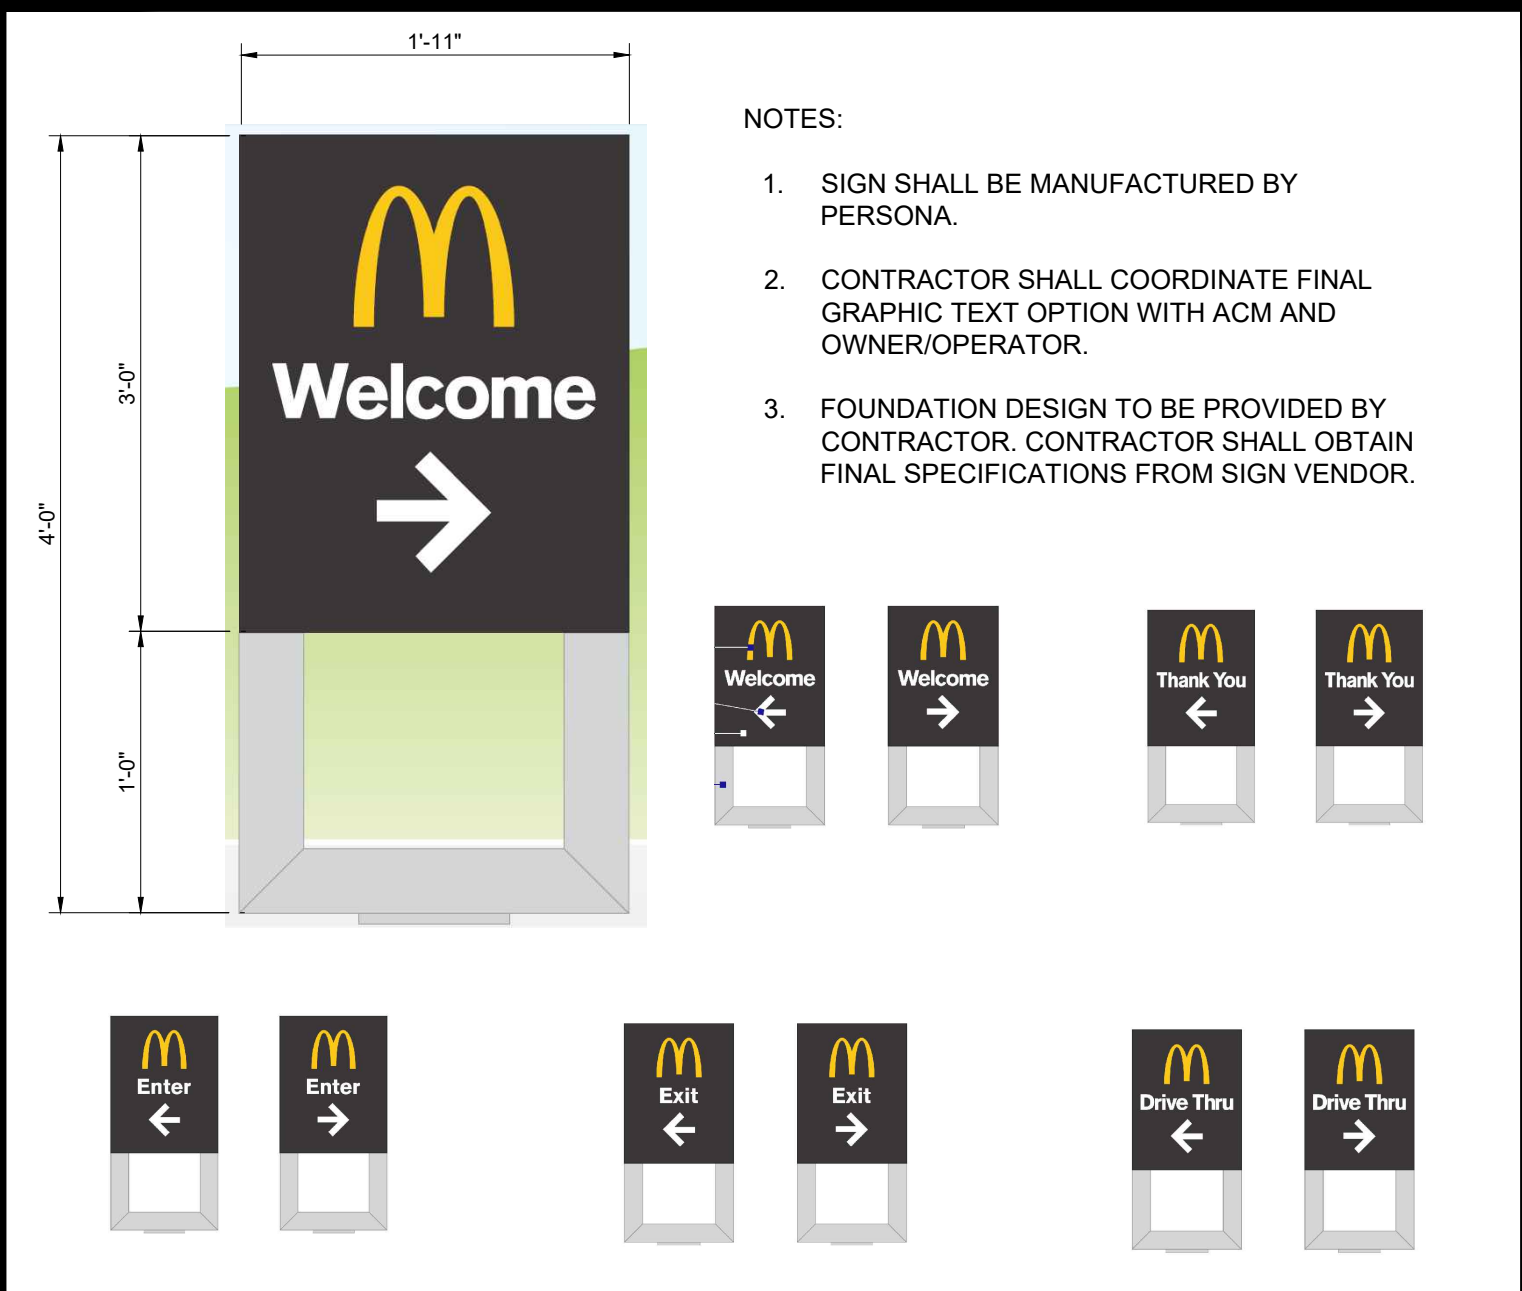 1'-11"
NOTES:
1. SIGN SHALL BE MANUFACTURED BY
PERSONA.
2. CONTRACTOR SHALL COORDINATE FINAL
GRAPHIC TEXT OPTION WITH ACM AND
OWNER/OPERATOR.
3. FOUNDATION DESIGN TO BE PROVIDED BY
CONTRACTOR. CONTRACTOR SHALL OBTAIN
FINAL SPECIFICATIONS FROM SIGN VENDOR.
4'-0"
3'-0"
1'-0"
Welcome
Welcome
Welcome
Thank You
Thank You
Enter
Enter
Exit
Exit
Drive Thru
Drive Thru